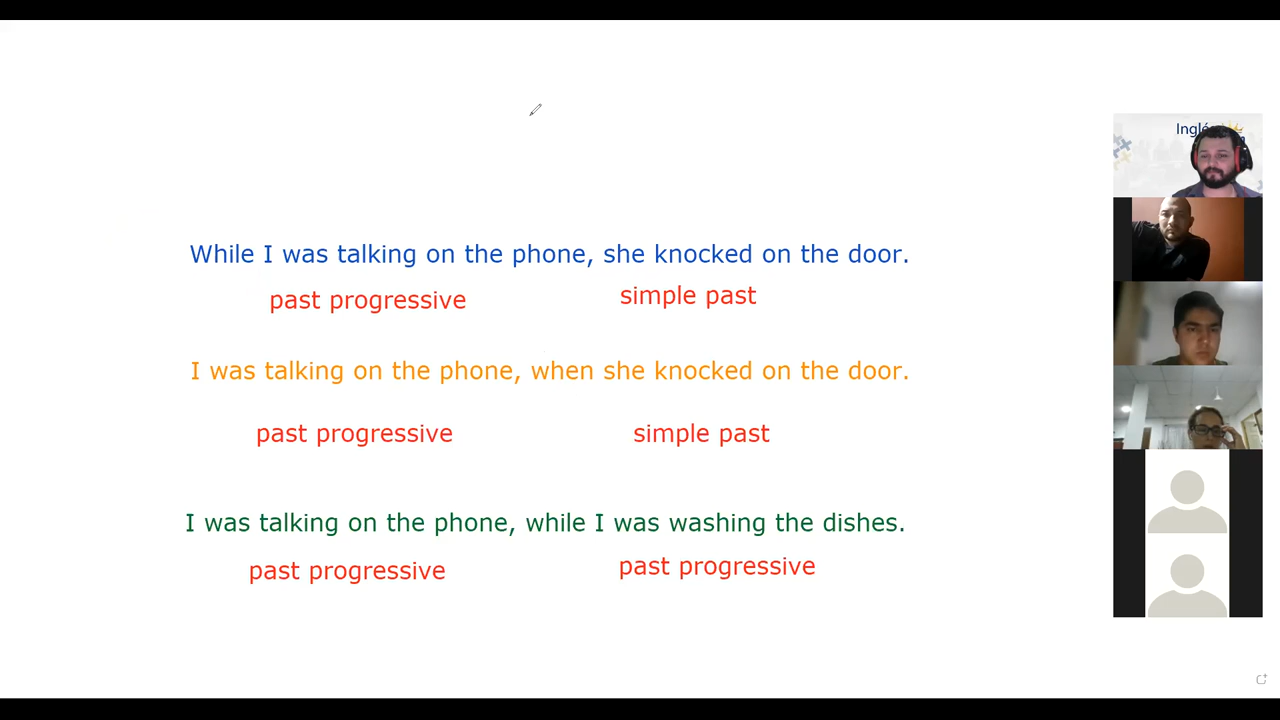 Inglés
While I was talking on the phone, she knocked on the door.
past progressive simple past
I was talking on the phone, when she knocked on the door.
past progressive simple past
I was talking on the phone, while I was washing the dishes.
past progressive past progressive